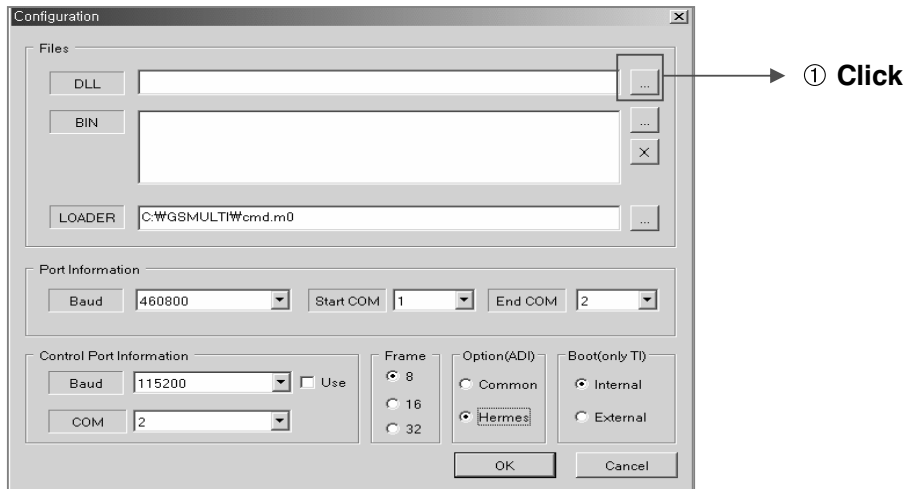 Configuration
Files
DLL
...
① Click
BIN
...
LOADER
C:₩GSMULTI₩cmd.m0
...
Port Information
Baud
460800
Start COM
1
End COM
2
Control Port Information
Baud
115200
Use
COM
2
Frame
8
16
32
Option(ADI)
Common
Hermes
Boot(only TI)
Internal
External
OK
Cancel